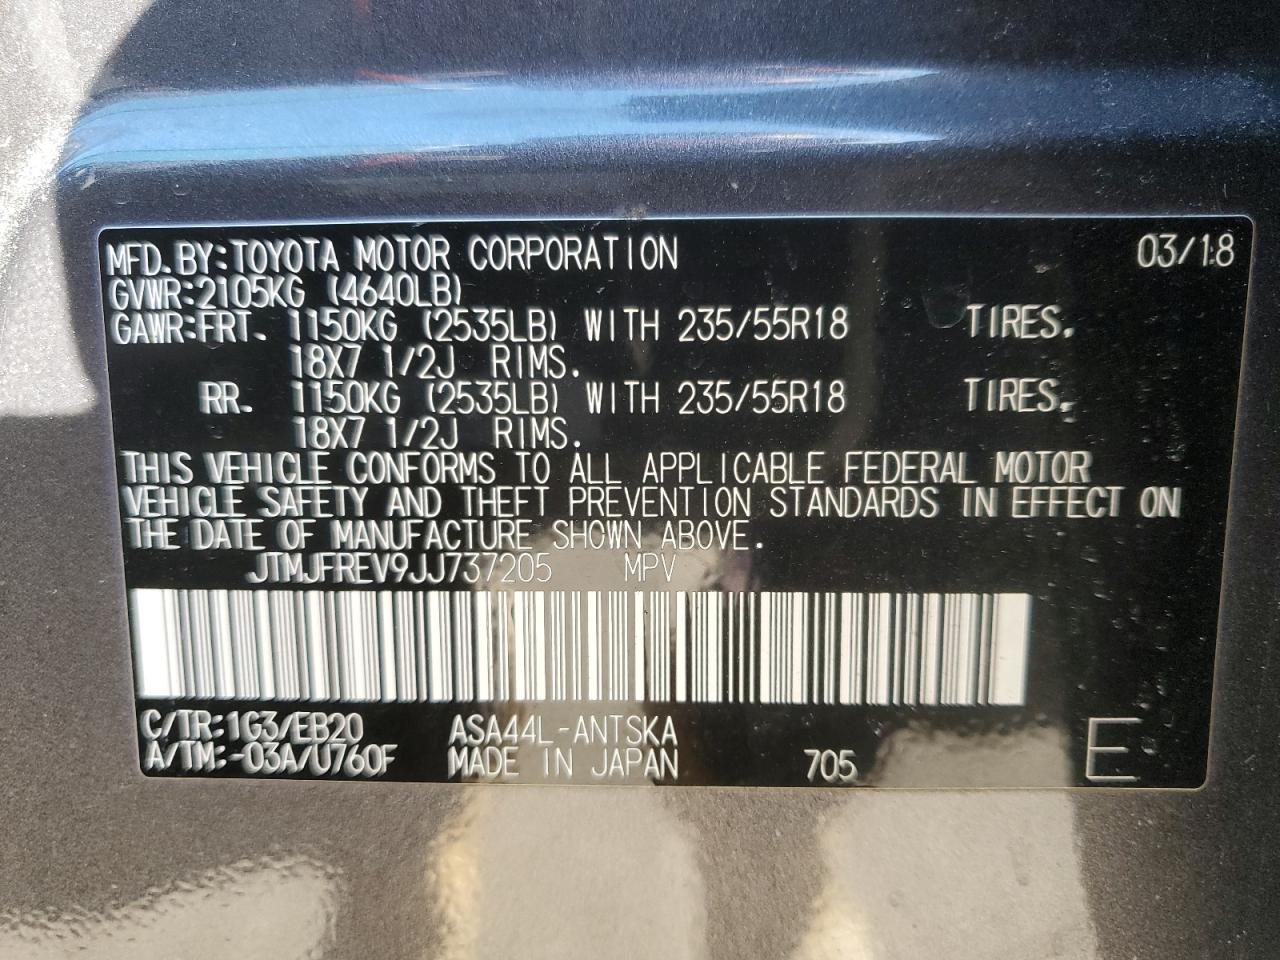 MFD.BY:TOYOTA MOTOR CORPORATION 03/18
GVWR:2105KG (4640LB)
GAWR:FRT. 1150KG (2535LB) WITH 235/55R18 TIRES.
18X7 1/2J RIMS.
RR. 1150KG (2535LB) WITH 235/55R18 TIRES,
18X7 1/2J RIMS.
THIS VEHICLE CONFORMS TO ALL APPLICABLE FEDERAL MOTOR
VEHICLE SAFETY AND THEFT PREVENTION STANDARDS IN EFFECT ON
THE DATE OF MANUFACTURE SHOWN ABOVE.
JTMJFREV9JJ737205 MPV
C/TR:1G3/EB20 ASA44L-ANTSKA
A/TM:-03A/U760F MADE IN JAPAN 705 E